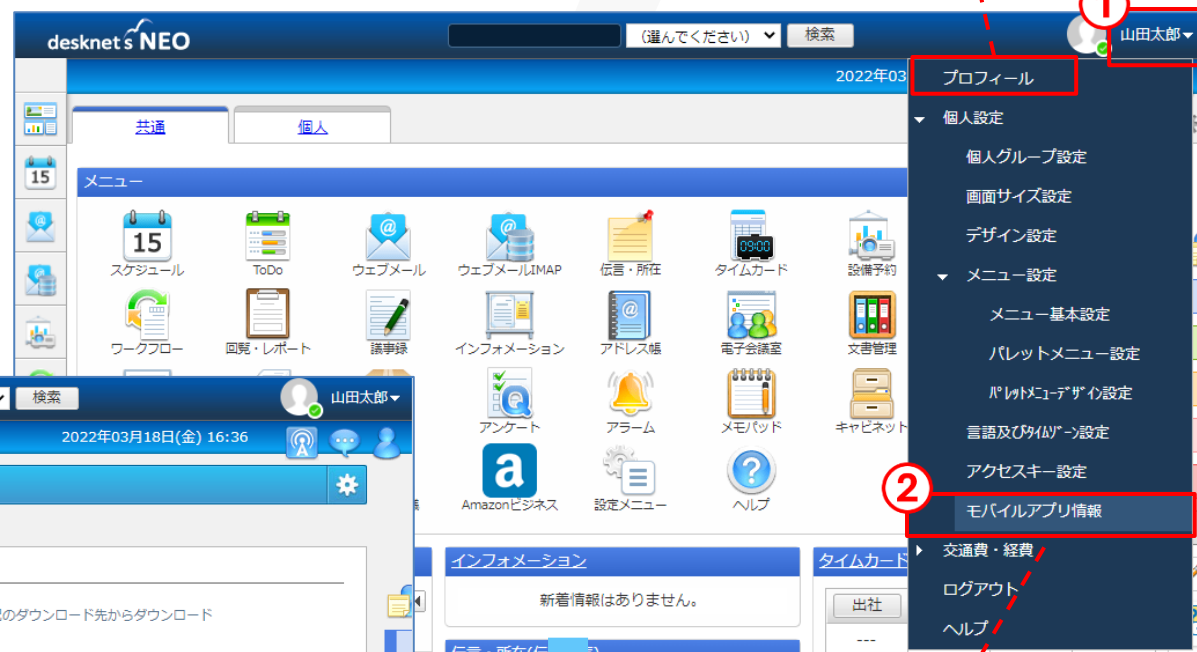 ①
desknet's NEO
(選んでください)
検索
山田太郎
2022年03
プロフィール
共通
個人
個人設定
個人グループ設定
15
メニュー
画面サイズ設定
15
09:00
デザイン設定
スケジュール
ToDo
ウェブメール
ウェブメールIMAP
伝言・所在
タイムカード
設備予約
メニュー設定
メニュー基本設定
ワークフロー
回覧・レポート
議事録
インフォメーション
アドレス帳
電子会議室
文書管理
パレットメニュー設定
検索
山田太郎
パレットメニューデザイン設定
アンケート
アラーム
メモパッド
キャビネット
言語及びタイムゾーン設定
2022年03月18日(金) 16:36
アクセスキー設定
②
Amazonビジネス
設定メニュー
ヘルプ
モバイルアプリ情報
インフォメーション
タイムカード
交通費・経費
新着情報はありません。
出社
ログアウト
のダウンロード先からダウンロード
ヘルプ
---
伝言・所在